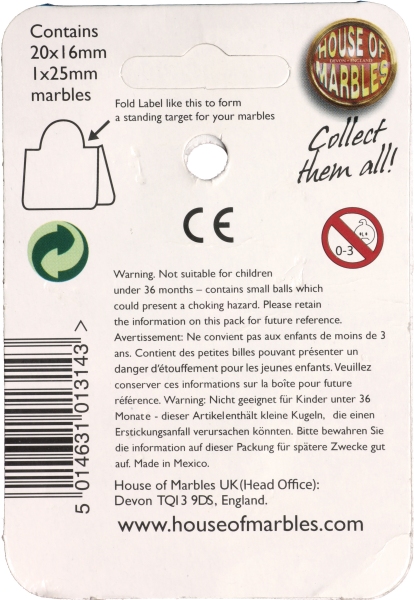 Contains
20x16mm
1x25mm
marbles
Fold Label like this to form
a standing target for your marbles
HOUSE OF
DEVON • ENGLAND
MARBLES
Collect
them all!
CE
0-3
Warning. Not suitable for children
under 36 months – contains small balls which
could present a choking hazard. Please retain
the information on this pack for future reference.
Avertissement: Ne convient pas aux enfants de moins de 3
ans. Contient des petites billes pouvant présenter un
danger d'étouffement pour les jeunes enfants. Veuillez
conserver ces informations sur la boîte pour future
référence. Warning: Nicht geeignet für Kinder unter 36
Monate - dieser Artikelenthält kleine Kugeln, die einen
Erstickungsanfall verursachen könnten. Bitte bewahren Sie
die information auf dieser Packung für spätere Zwecke gut
auf. Made in Mexico.
5 014631 013143 >
House of Marbles UK(Head Office):
Devon TQ13 9DS, England.
www.houseofmarbles.com